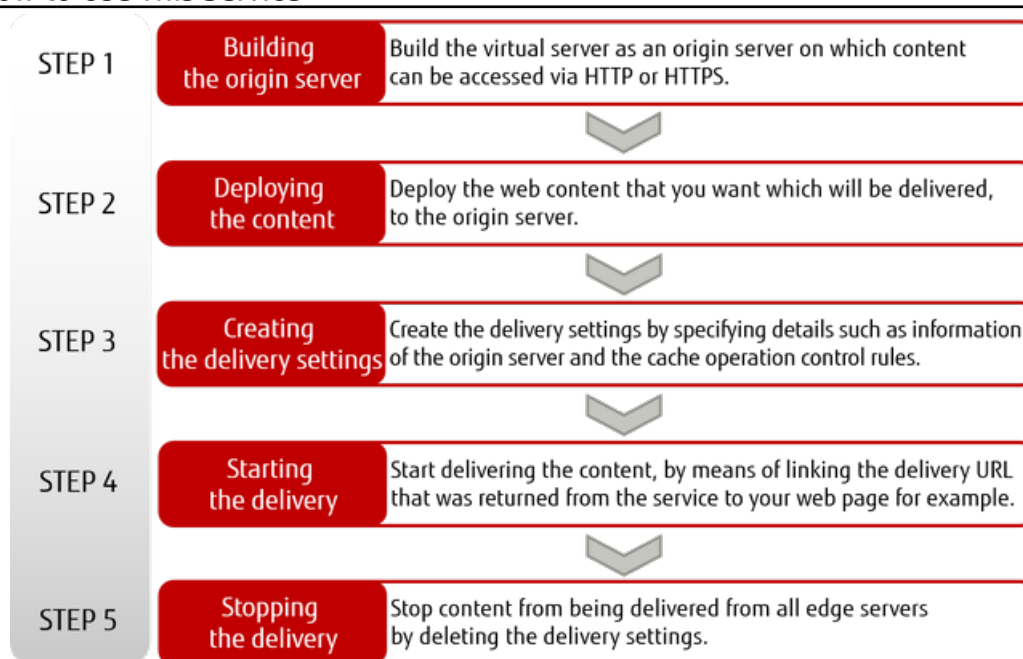 STEP 1
Building
the origin server
Build the virtual server as an origin server on which content
can be accessed via HTTP or HTTPS.
STEP 2
Deploying
the content
Deploy the web content that you want which will be delivered,
to the origin server.
STEP 3
Creating
the delivery settings
Create the delivery settings by specifying details such as information
of the origin server and the cache operation control rules.
STEP 4
Starting
the delivery
Start delivering the content, by means of linking the delivery URL
that was returned from the service to your web page for example.
STEP 5
Stopping
the delivery
Stop content from being delivered from all edge servers
by deleting the delivery settings.